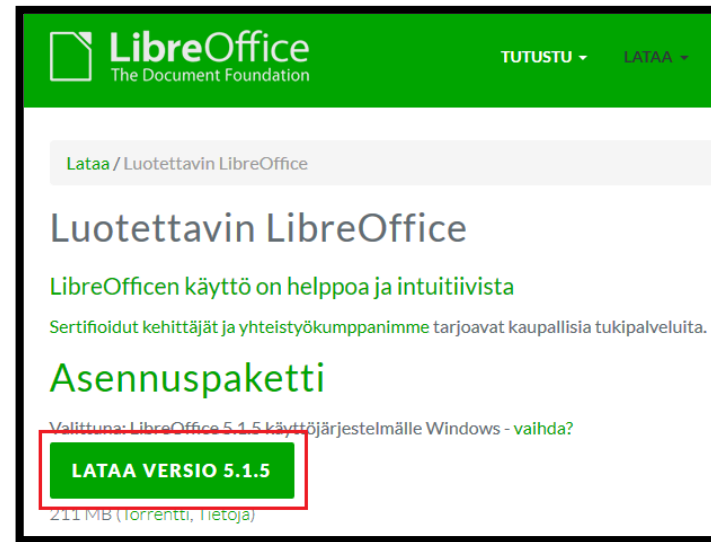 LibreOffice
The Document Foundation
TUTUSTU
LATAA
Lataa / Luotettavin LibreOffice
Luotettavin LibreOffice
LibreOfficen käyttö on helppoa ja intuitiivista
Sertifioidut kehittäjät ja yhteistyökumppanimme tarjoavat kaupallisia tukipalveluita.
Asennuspaketti
Valittuna: LibreOffice 5.1.5 käyttöjärjestelmälle Windows - vaihda?
LATAA VERSIO 5.1.5
211 MB (Torrentti, Tietoja)